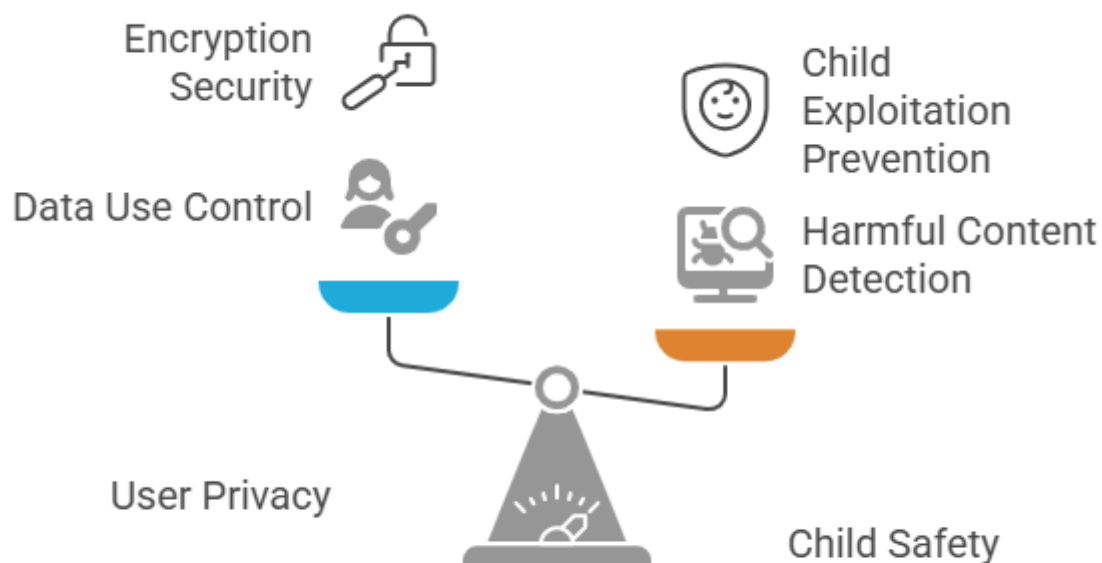 Encryption
Security
Data Use Control
Child
Exploitation
Prevention
Harmful Content
Detection
User Privacy
Child Safety